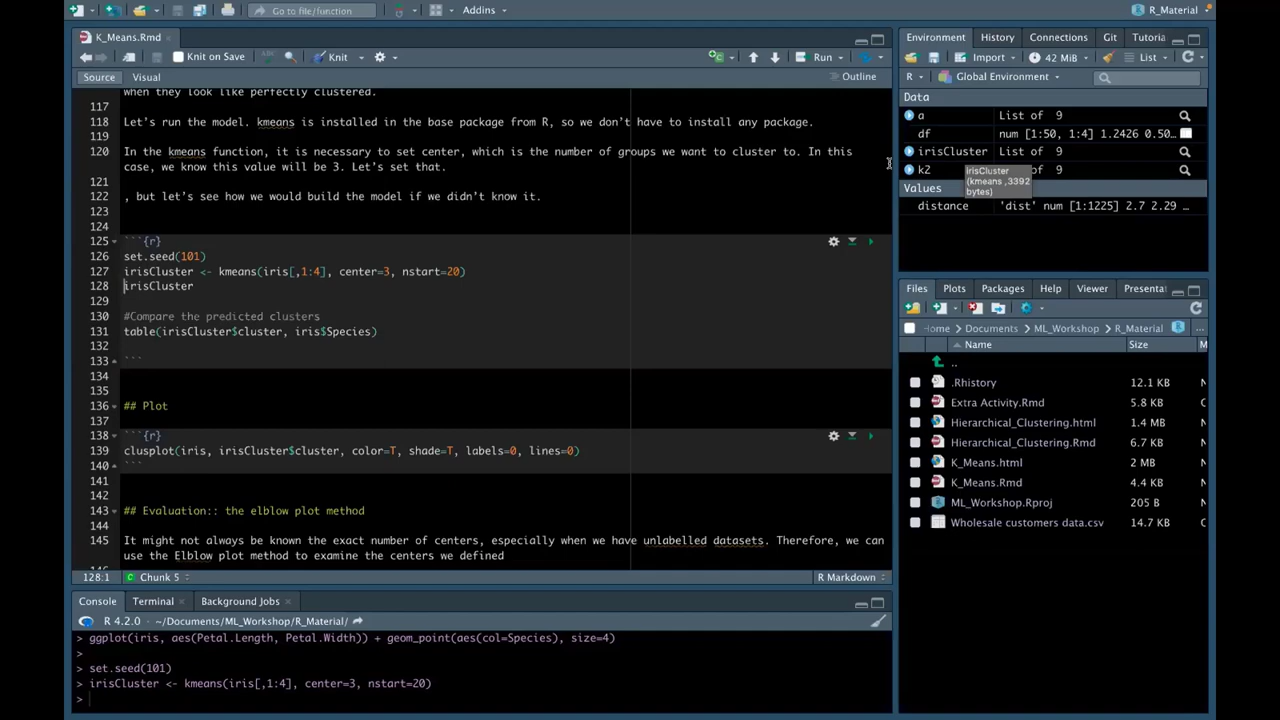 Go to file/function
Addins
R_Material
K_Means.Rmd
Knit on Save
ABC
Knit
Run
Source
Visual
Outline
when they look like perfectly clustered.
117
118 Let's run the model. kmeans is installed in the base package from R, so we don't have to install any package.
119
120 In the kmeans function, it is necessary to set center, which is the number of groups we want to cluster to. In this
case, we know this value will be 3. Let's set that.
121
122 , but let's see how we would build the model if we didn't know it.
123
124
125 ```{r}
126 set.seed(101)
127 irisCluster <- kmeans(iris[,1:4], center=3, nstart=20)
128 irisCluster
129
130 #Compare the predicted clusters
131 table(irisCluster$cluster, iris$Species)
132
133 ```
134
135
136 ## Plot
137
138 ```{r}
139 clusplot(iris, irisCluster$cluster, color=T, shade=T, labels=0, lines=0)
140 ```
141
142
143 ## Evaluation:: the elblow plot method
144
145 It might not always be known the exact number of centers, especially when we have unlabelled datasets. Therefore, we can
use the Elblow plot method to examine the centers we defined
128:1 Chunk 5 R Markdown
Console Terminal Background Jobs
R 4.2.0 · ~/Documents/ML_Workshop/R_Material/
> ggplot(iris, aes(Petal.Length, Petal.Width)) + geom_point(aes(col=Species), size=4)
>
> set.seed(101)
> irisCluster <- kmeans(iris[,1:4], center=3, nstart=20)
>
Environment History Connections Git Tutoria
Import 42 MiB List
R Global Environment
Data
a List of 9
df num [1:50, 1:4] 1.2426 0.50…
irisCluster List of 9
k2 9
irisCluster
(kmeans ,3392
bytes)
Values
distance 'dist' num [1:1225] 2.7 2.29 …
Files Plots Packages Help Viewer Presenta
Home Documents ML_Workshop R_Material ...
Name Size
..
.Rhistory 12.1 KB
Extra Activity.Rmd 5.8 KB
Hierarchical_Clustering.html 1.4 MB
Hierarchical_Clustering.Rmd 6.7 KB
K_Means.html 2 MB
K_Means.Rmd 4.4 KB
ML_Workshop.Rproj 205 B
Wholesale customers data.csv 14.7 KB